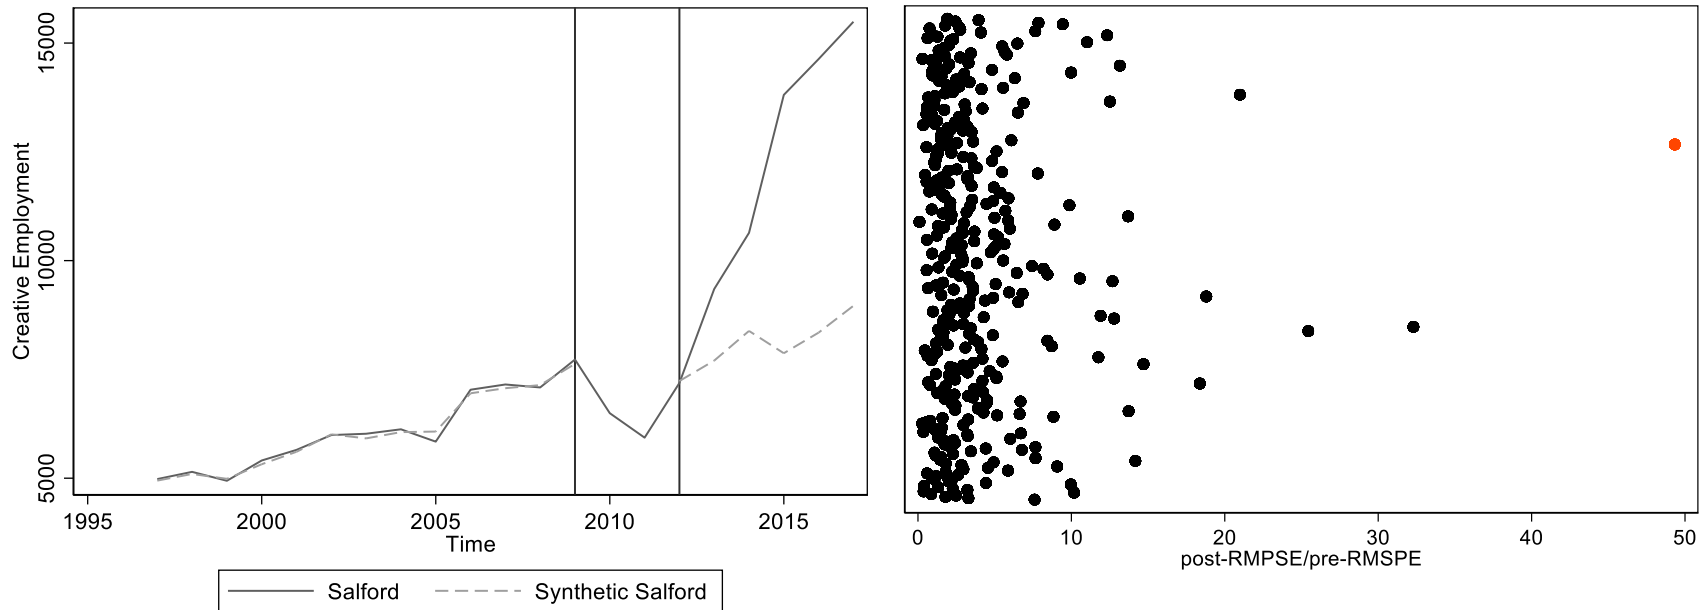 Creative Employment
15000
10000
5000
1995 2000 2005 2010 2015
Time
Salford Synthetic Salford
0 10 20 30 40 50
post-RMPSE/pre-RMSPE